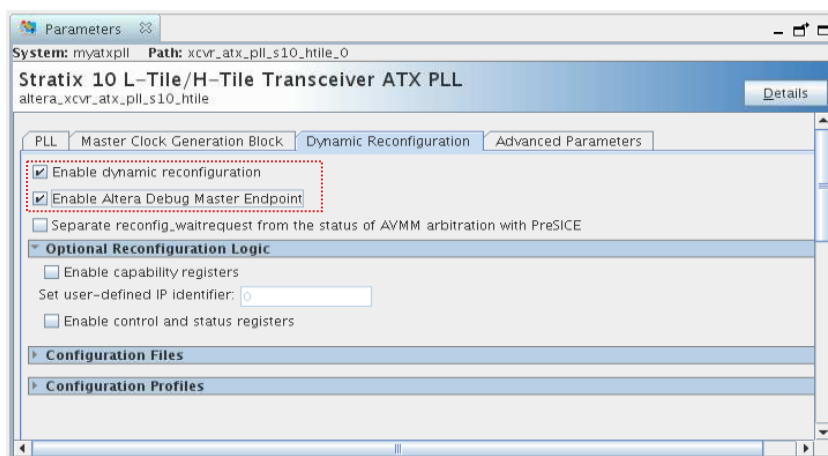 Parameters
System: myatxpll Path: xcvr_atx_pll_s10_htile_0
Stratix 10 L-Tile/H-Tile Transceiver ATX PLL
altera_xcvr_atx_pll_s10_htile
Details
PLL Master Clock Generation Block Dynamic Reconfiguration Advanced Parameters
Enable dynamic reconfiguration
Enable Altera Debug Master Endpoint
Separate reconfig_waitrequest from the status of AVMM arbitration with PreSICE
Optional Reconfiguration Logic
Enable capability registers
Set user-defined IP identifier: 0
Enable control and status registers
Configuration Files
Configuration Profiles